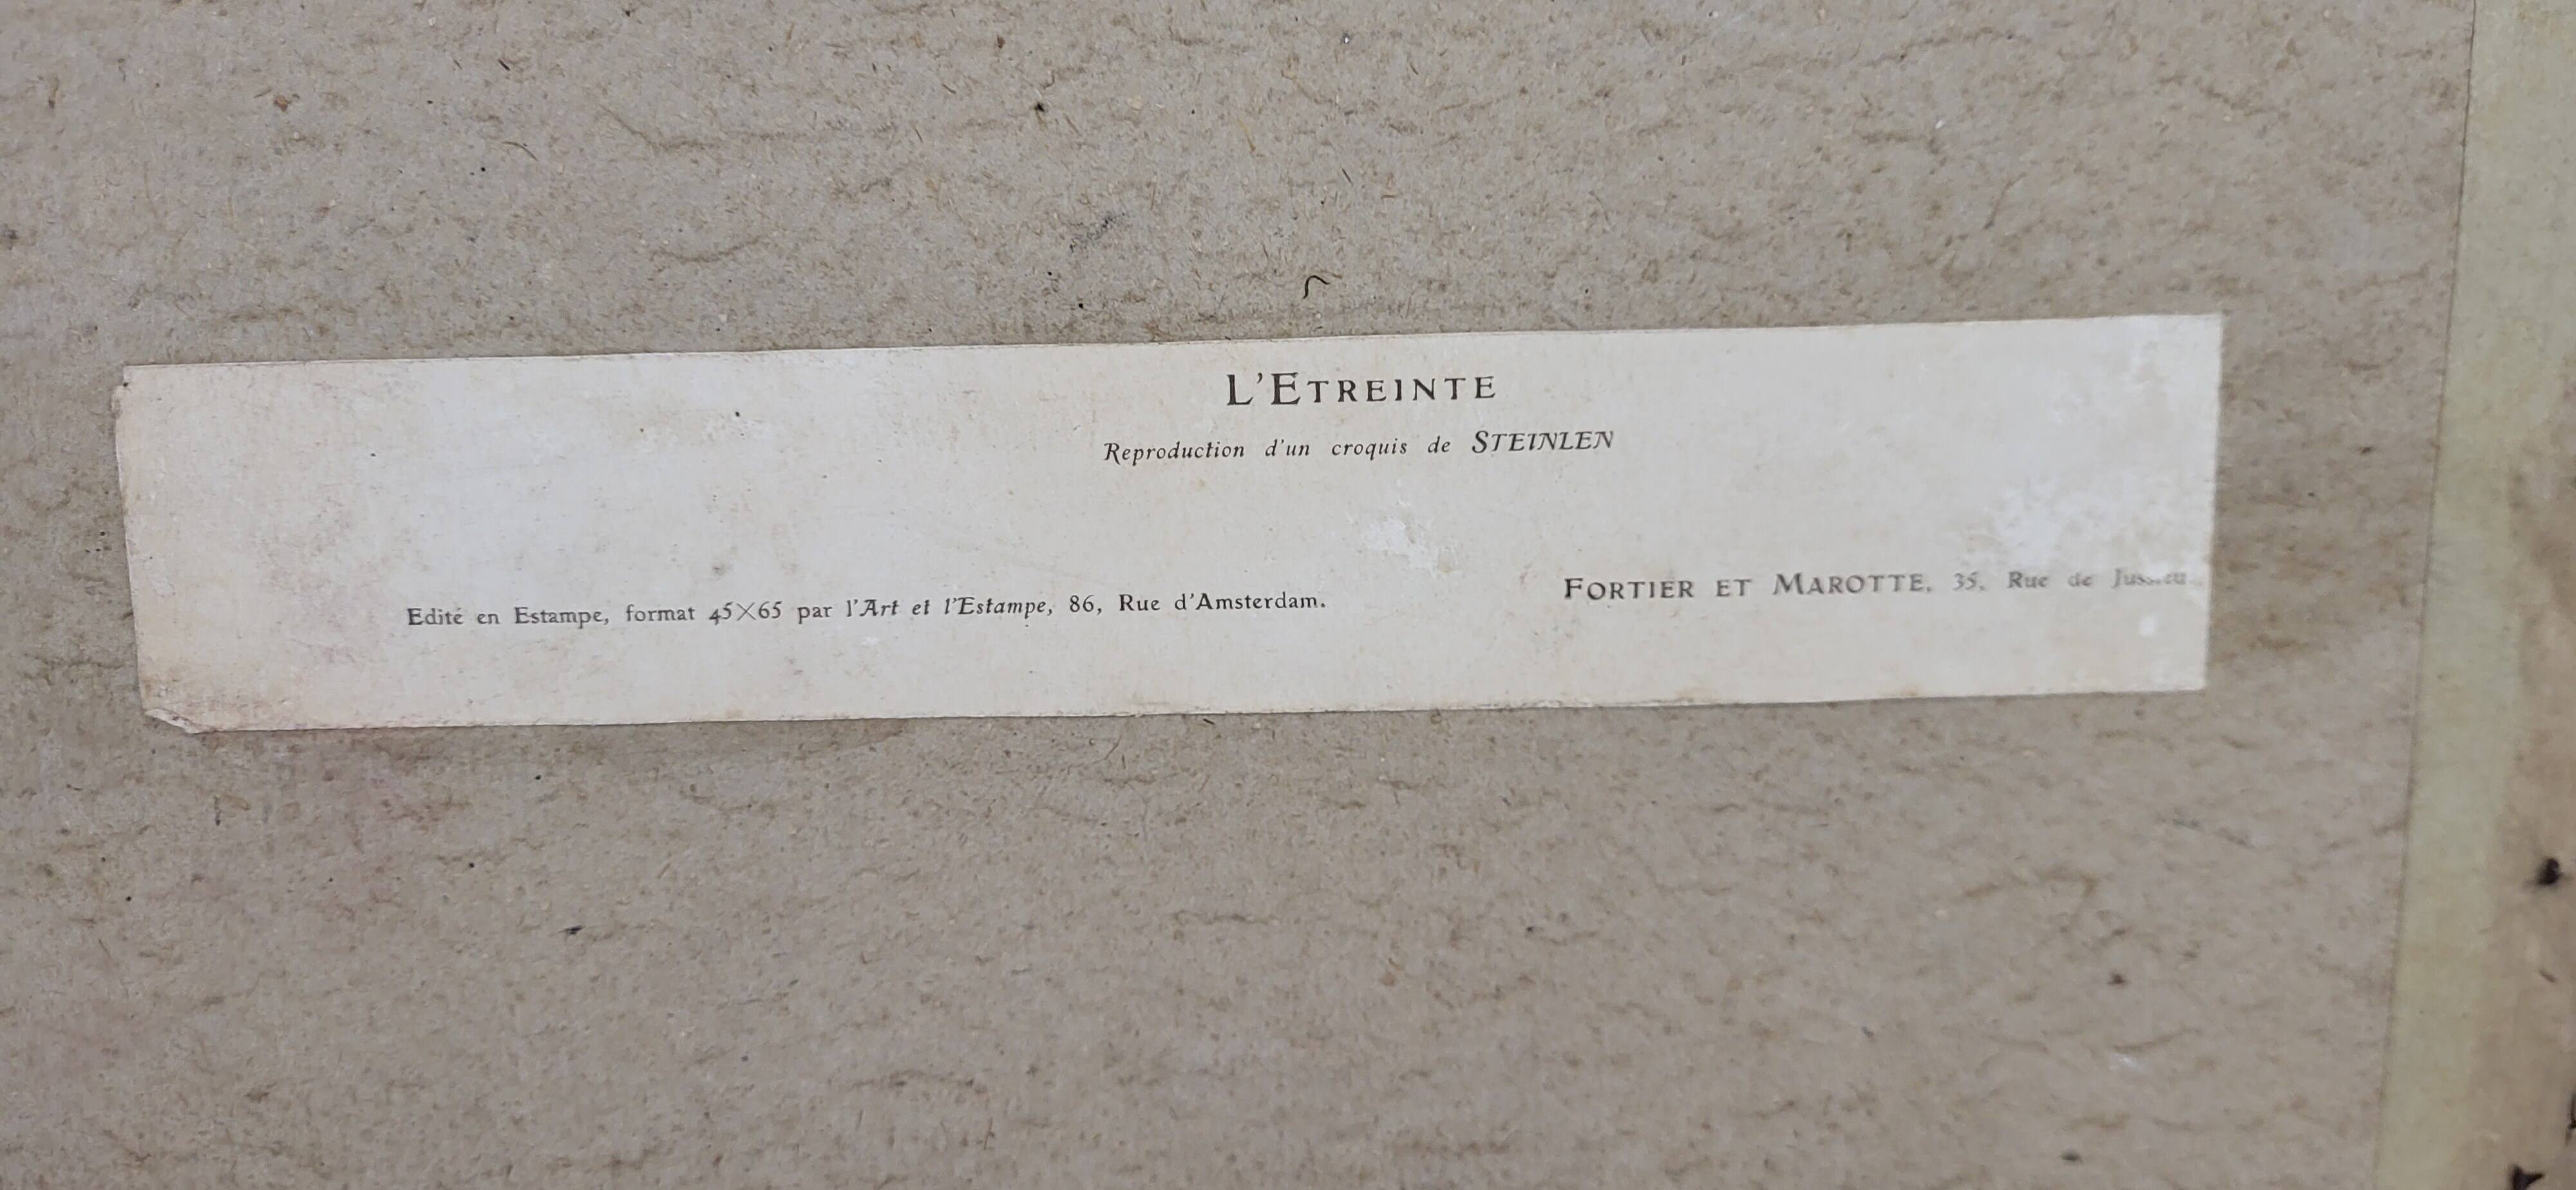 L'ETREINTE
Reproduction d'un croquis de STEINLEN
Edité en Estampe, format 45×65 par l'Art et l'Estampe, 86, Rue d'Amsterdam.
FORTIER ET MAROTTE, 35, Rue de